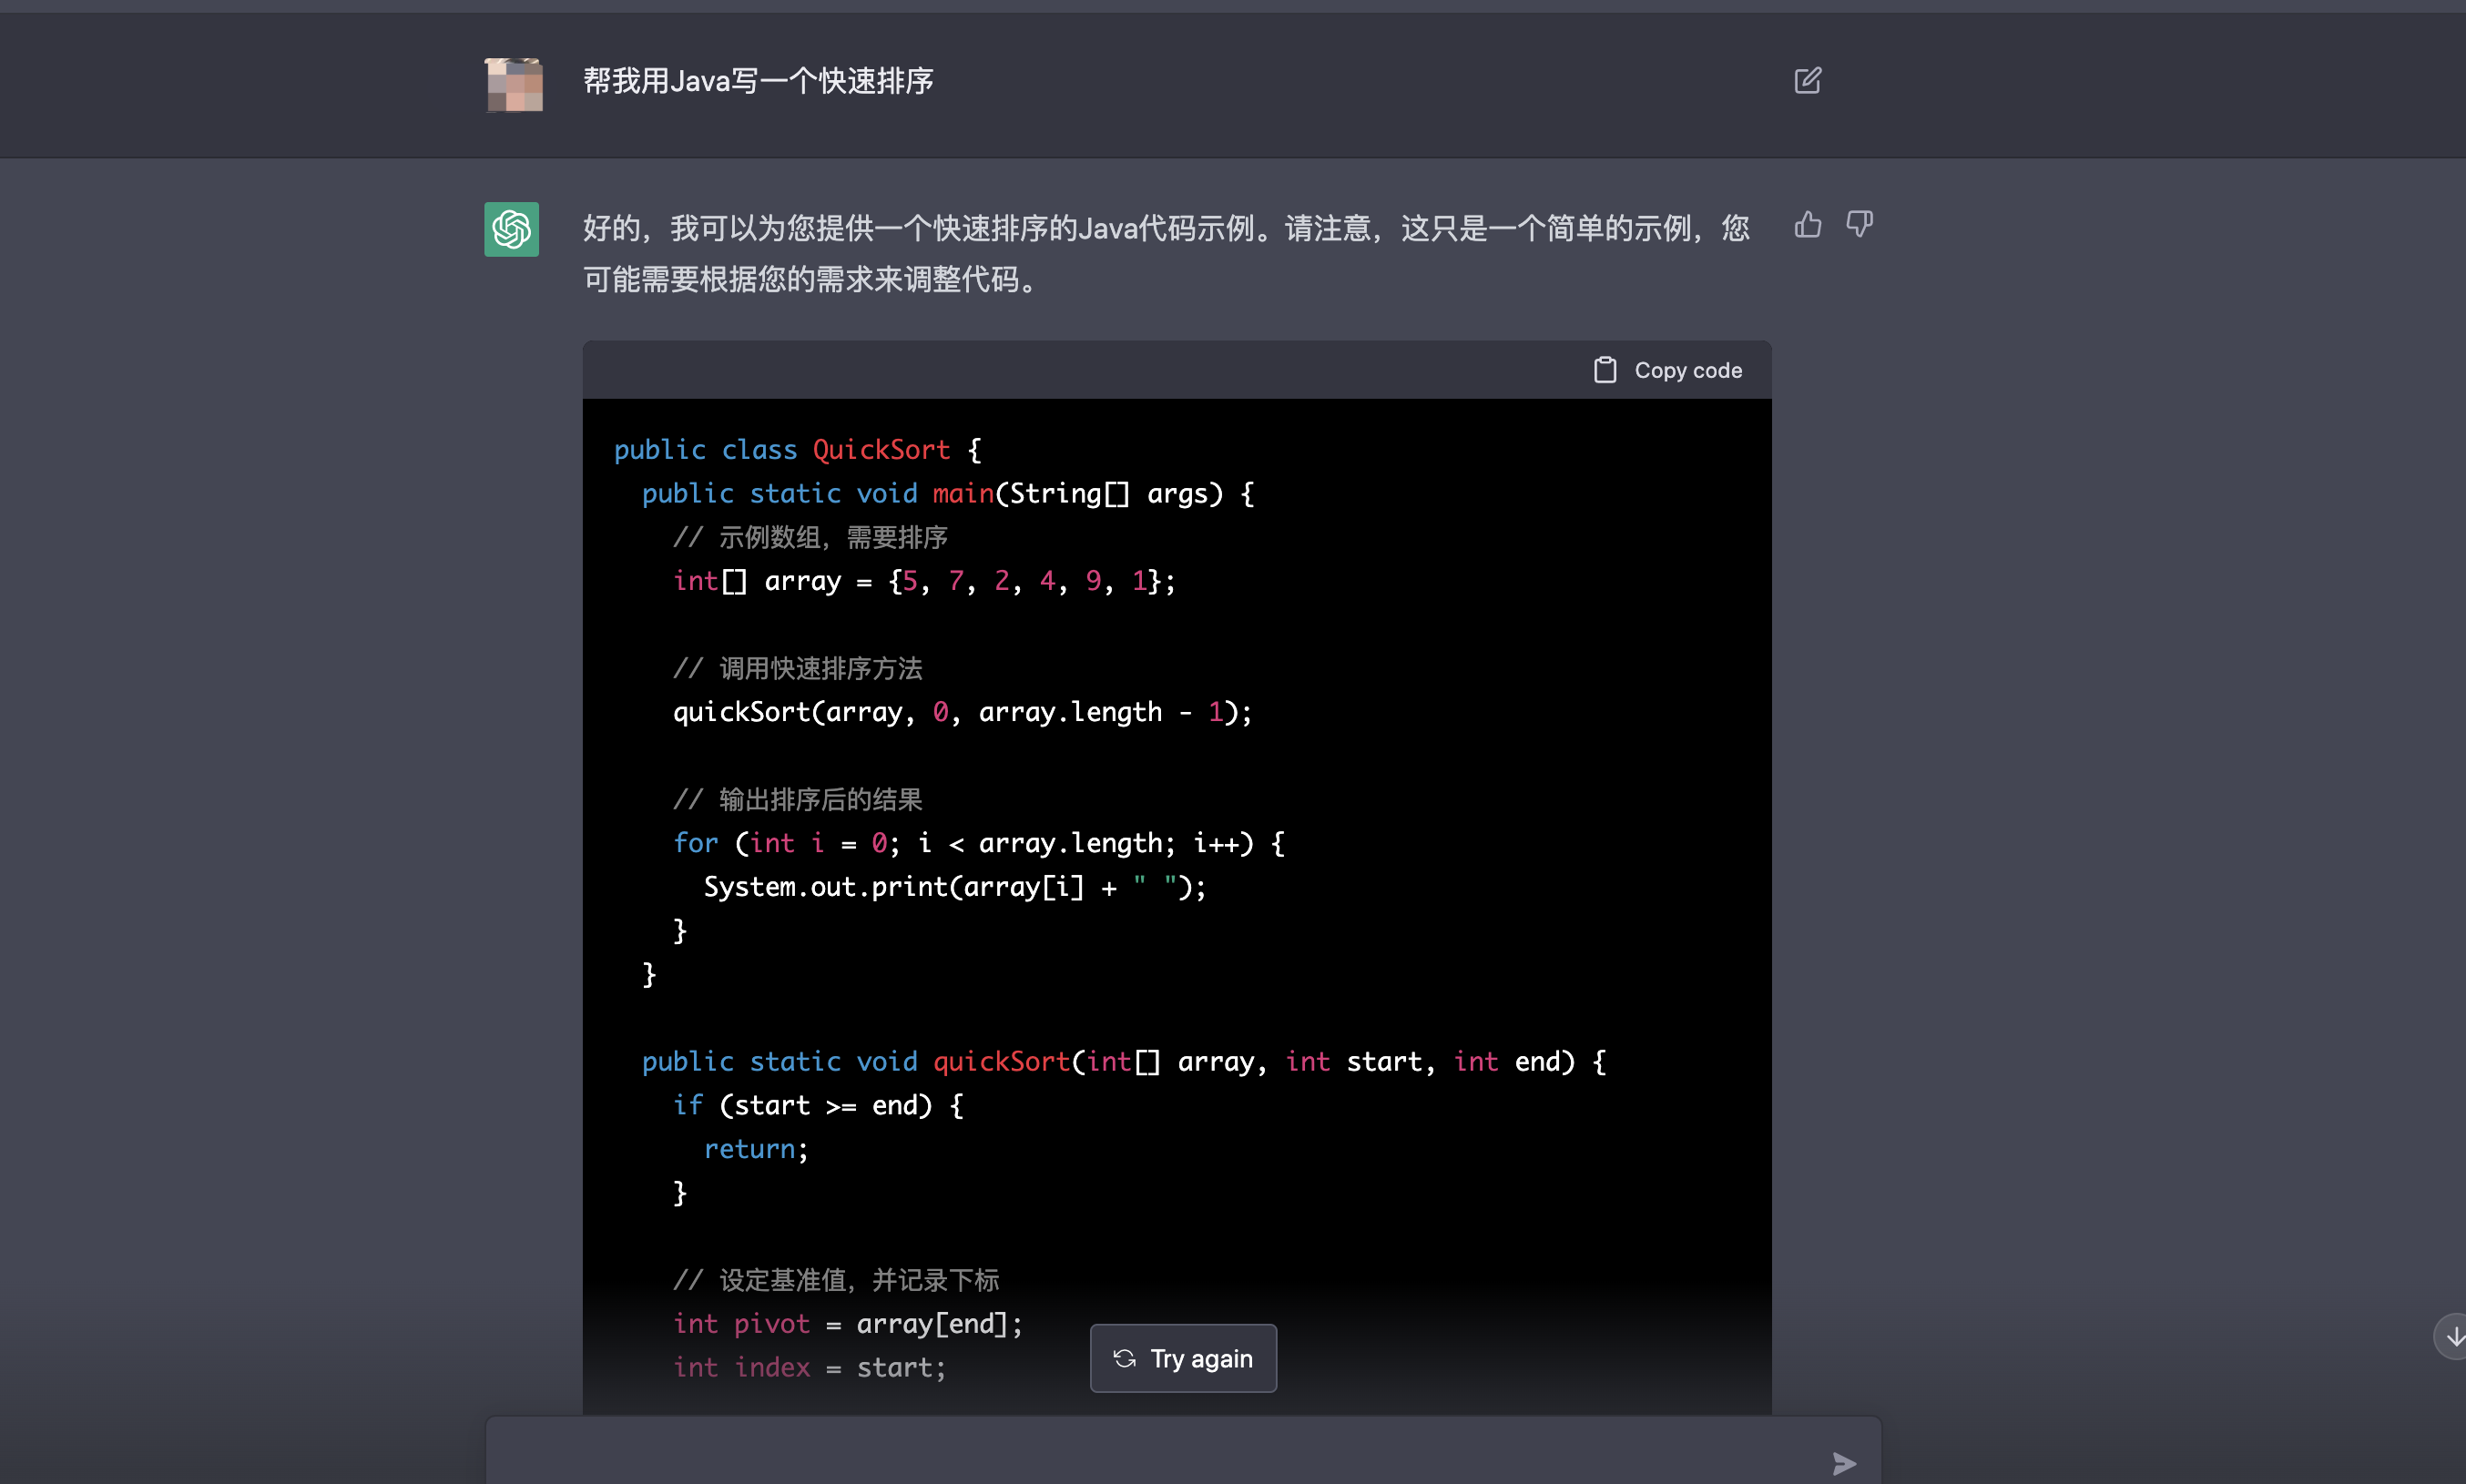 帮我用Java写一个快速排序
好的，我可以为您提供一个快速排序的Java代码示例。请注意，这只是一个简单的示例，您
可能需要根据您的需求来调整代码。
Copy code
public class QuickSort {
  public static void main(String[] args) {
    // 示例数组，需要排序
    int[] array = {5, 7, 2, 4, 9, 1};
    // 调用快速排序方法
    quickSort(array, 0, array.length - 1);
    // 输出排序后的结果
    for (int i = 0; i < array.length; i++) {
      System.out.print(array[i] + " ");
    }
  }
  public static void quickSort(int[] array, int start, int end) {
    if (start >= end) {
      return;
    }
    // 设定基准值，并记录下标
    int pivot = array[end];
    int index = start;
Try again